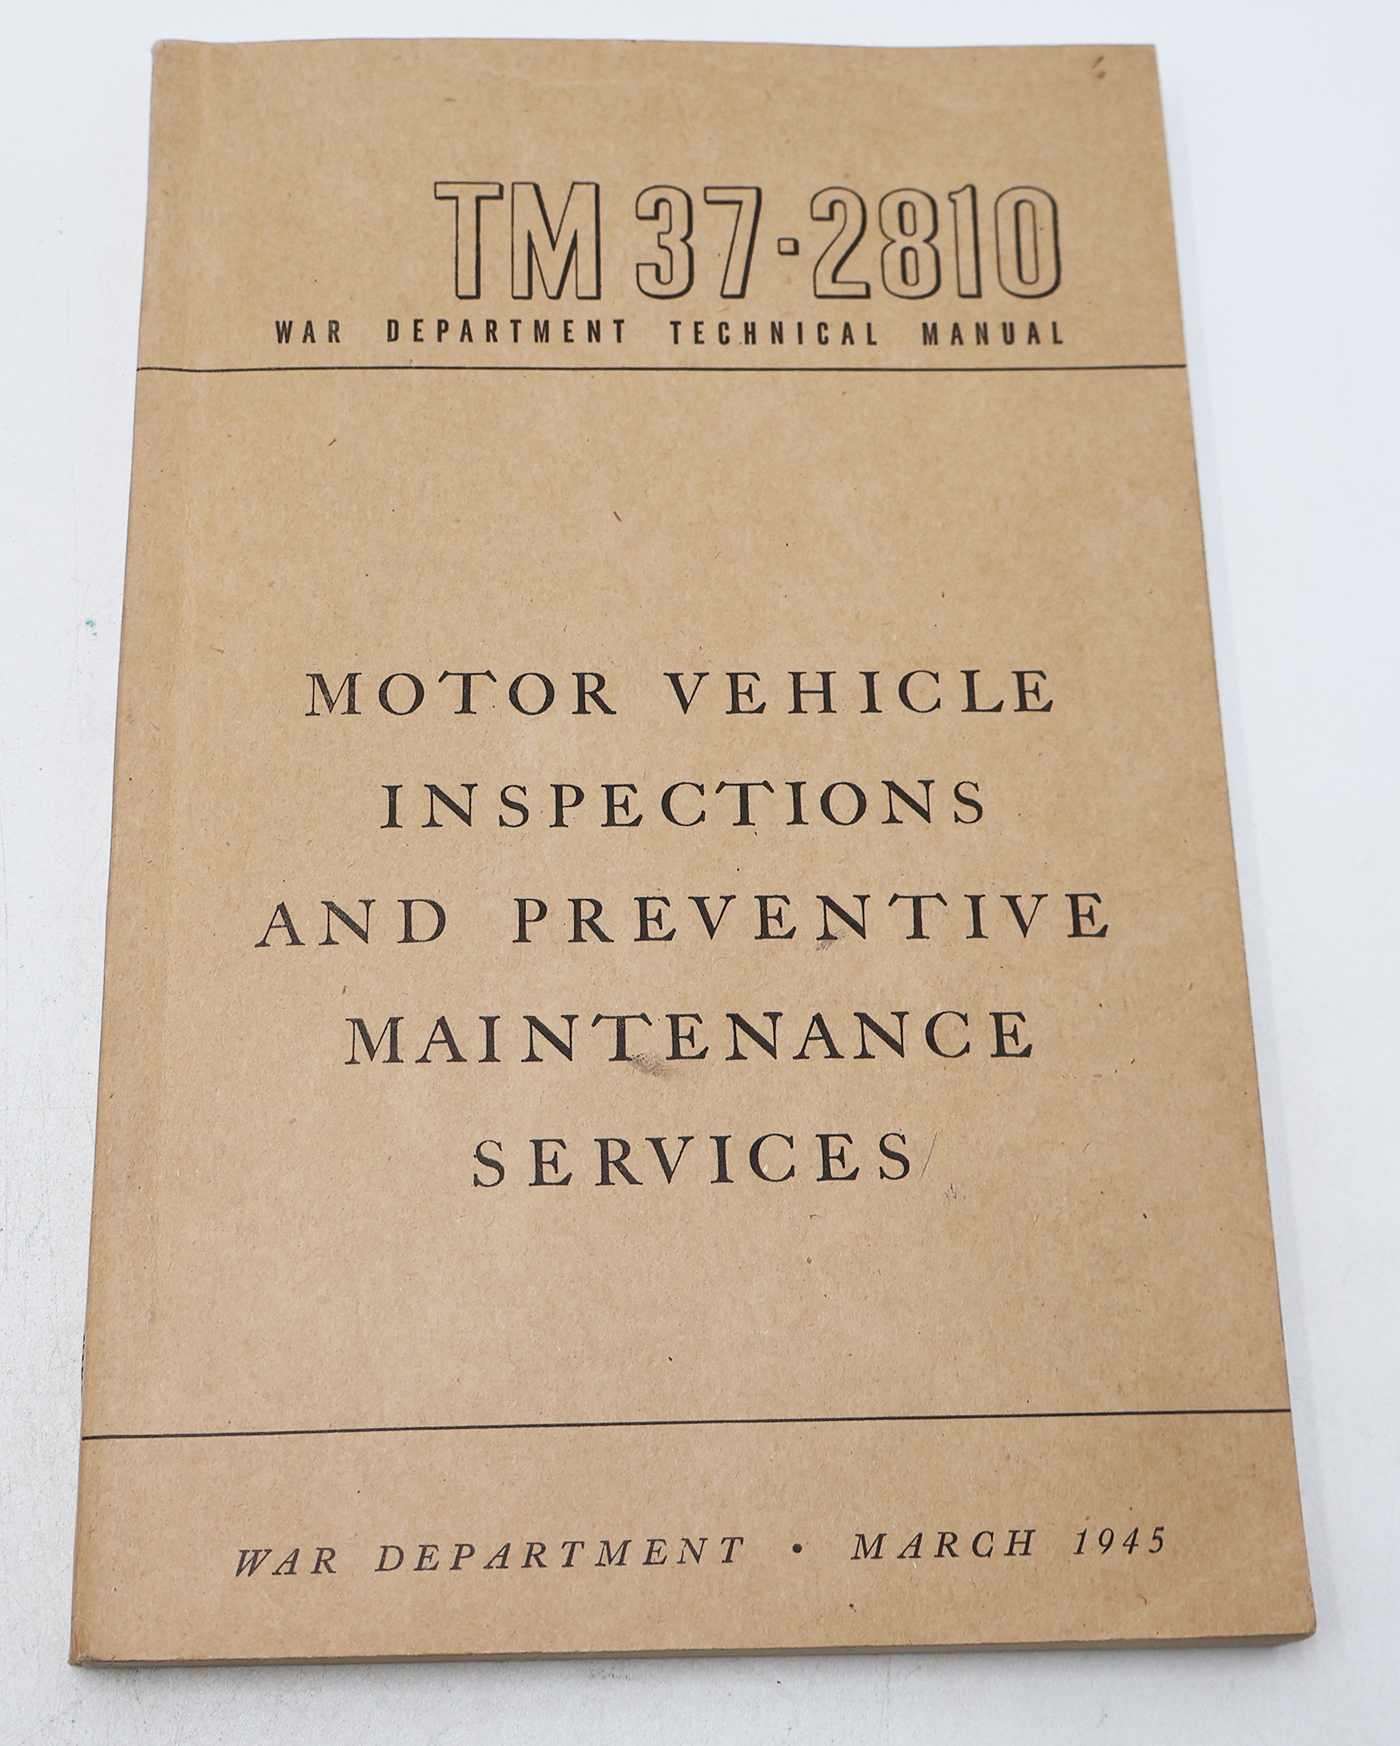 TM 37-2810
WAR DEPARTMENT TECHNICAL MANUAL
MOTOR VEHICLE
INSPECTIONS
AND PREVENTIVE
MAINTENANCE
SERVICES
WAR DEPARTMENT • MARCH 1945